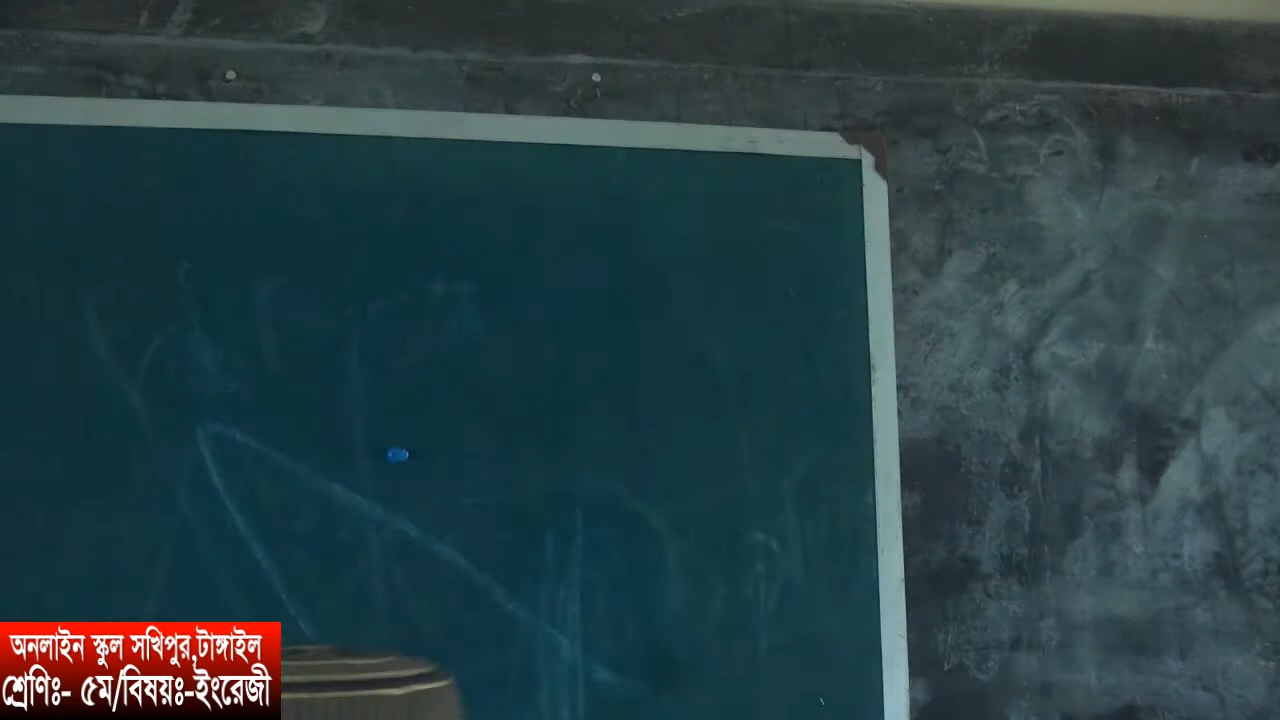 অনলাইন স্কুল সখিপুর,টাঙ্গাইল
শ্রেণিঃ- ৫ম/বিষয়ঃ-ইংরেজী